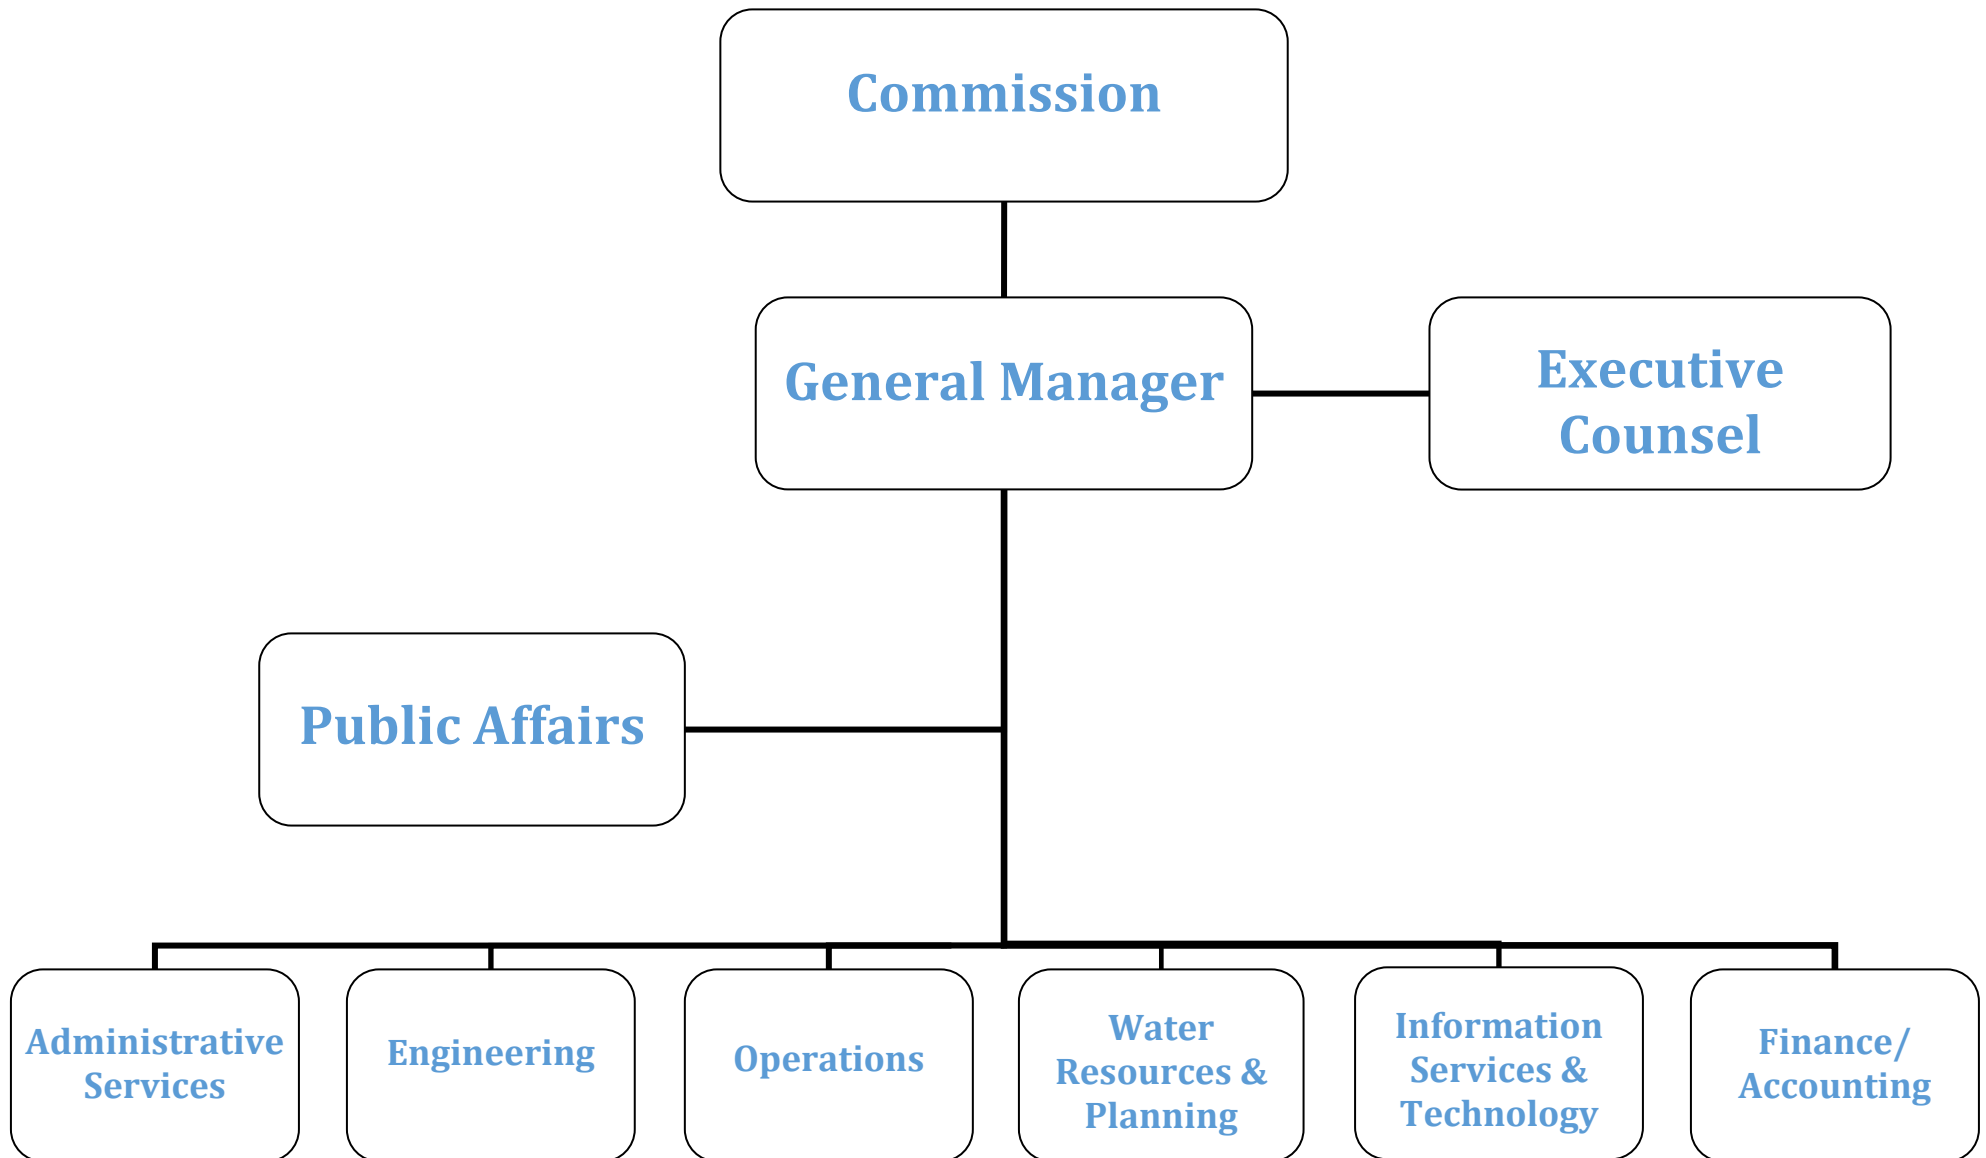 Commission
General Manager
Executive
Counsel
Public Affairs
Administrative
Services
Engineering
Operations
Water
Resources &
Planning
Information
Services &
Technology
Finance/
Accounting